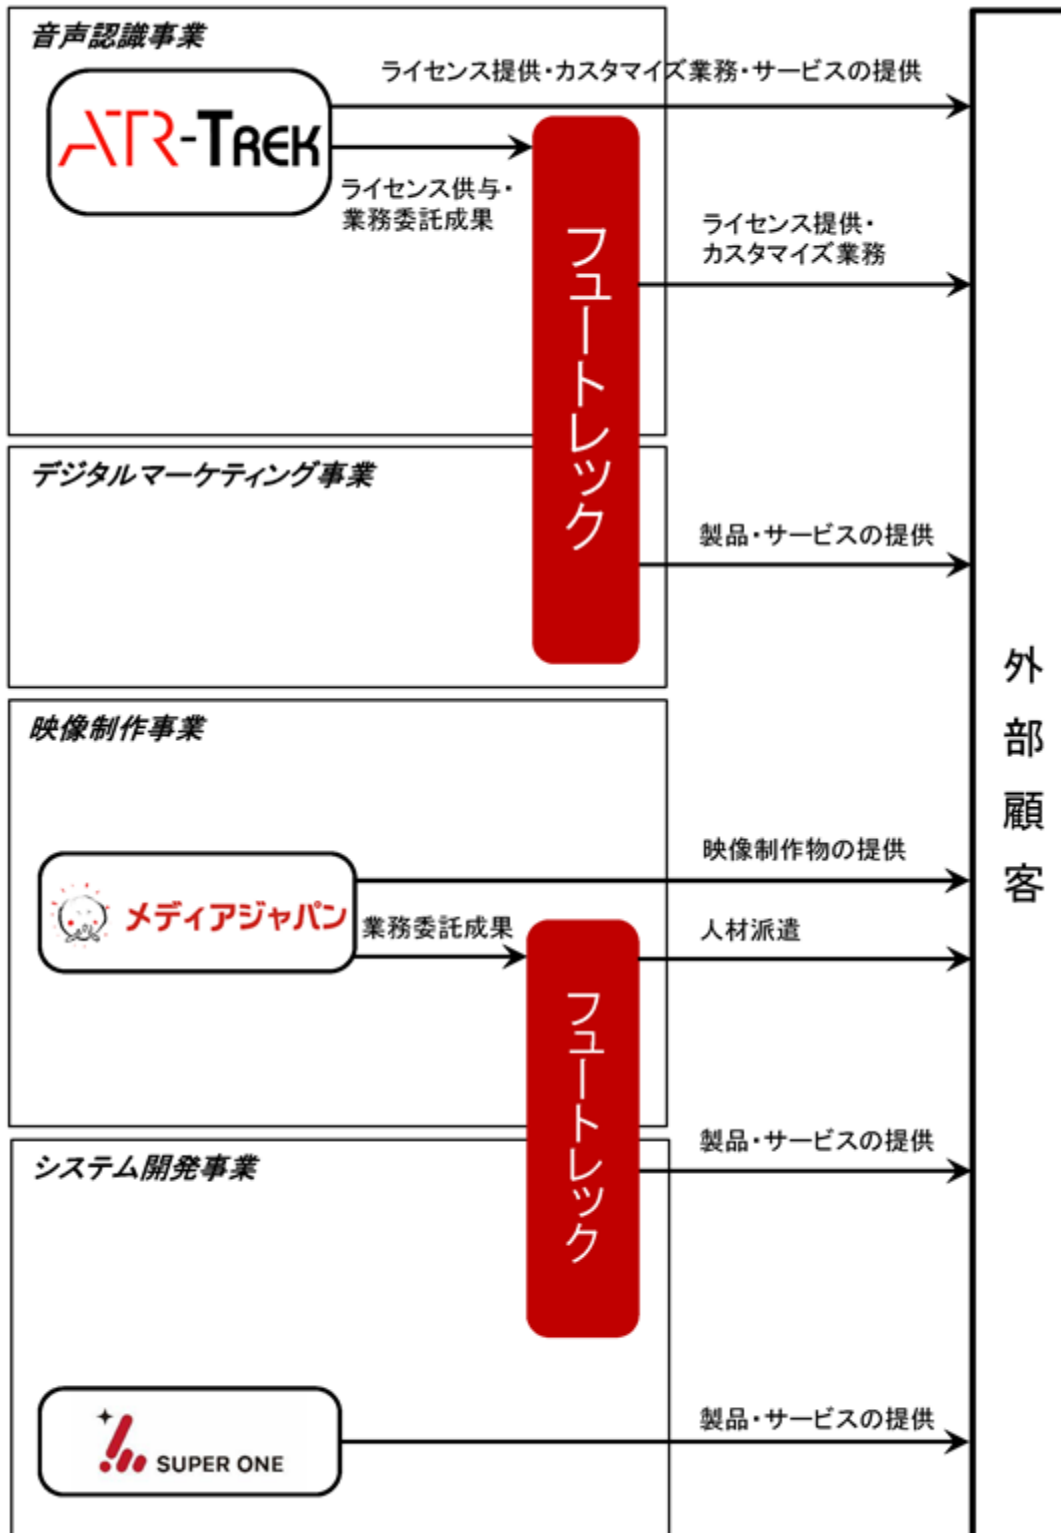 音声認識事業
ライセンス提供・カスタマイズ業務・サービスの提供
ATR-TREK
ライセンス供与・
業務委託成果
フュートレック
ライセンス提供・
カスタマイズ業務
デジタルマーケティング事業
製品・サービスの提供
外部顧客
映像制作事業
映像制作物の提供
メディアジャパン
業務委託成果
人材派遣
フュートレック
製品・サービスの提供
システム開発事業
製品・サービスの提供
SUPER ONE